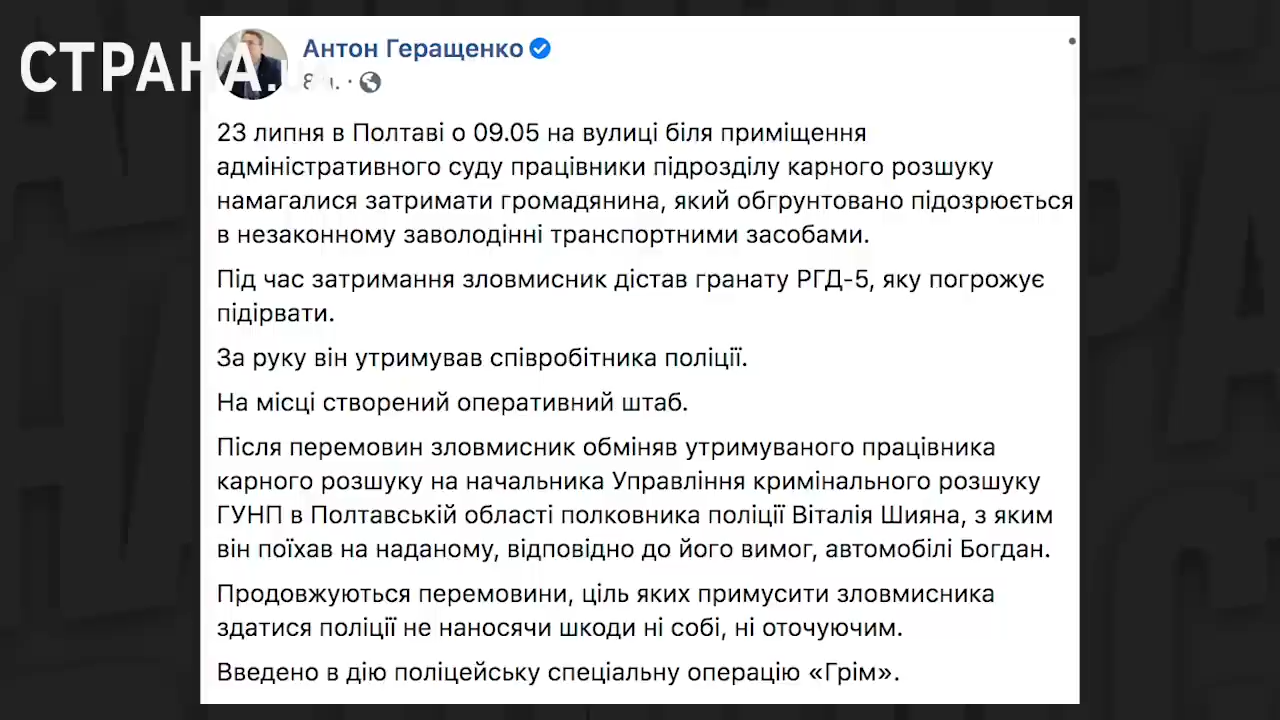 СТРАНА.ua
Антон Геращенко
23 липня в Полтаві о 09.05 на вулиці біля приміщення
адміністративного суду працівники підрозділу карного розшуку
намагалися затримати громадянина, який обгрунтовано підозрюється
в незаконному заволодінні транспортними засобами.
Під час затримання зловмисник дістав гранату РГД-5, яку погрожує
підірвати.
За руку він утримував співробітника поліції.
На місці створений оперативний штаб.
Після перемовин зловмисник обміняв утримуваного працівника
карного розшуку на начальника Управління кримінального розшуку
ГУНП в Полтавській області полковника поліції Віталія Шияна, з яким
він поїхав на наданому, відповідно до його вимог, автомобілі Богдан.
Продовжуються перемовини, ціль яких примусити зловмисника
здатися поліції не наносячи шкоди ні собі, ні оточуючим.
Введено в дію поліцейську спеціальну операцію «Грім».